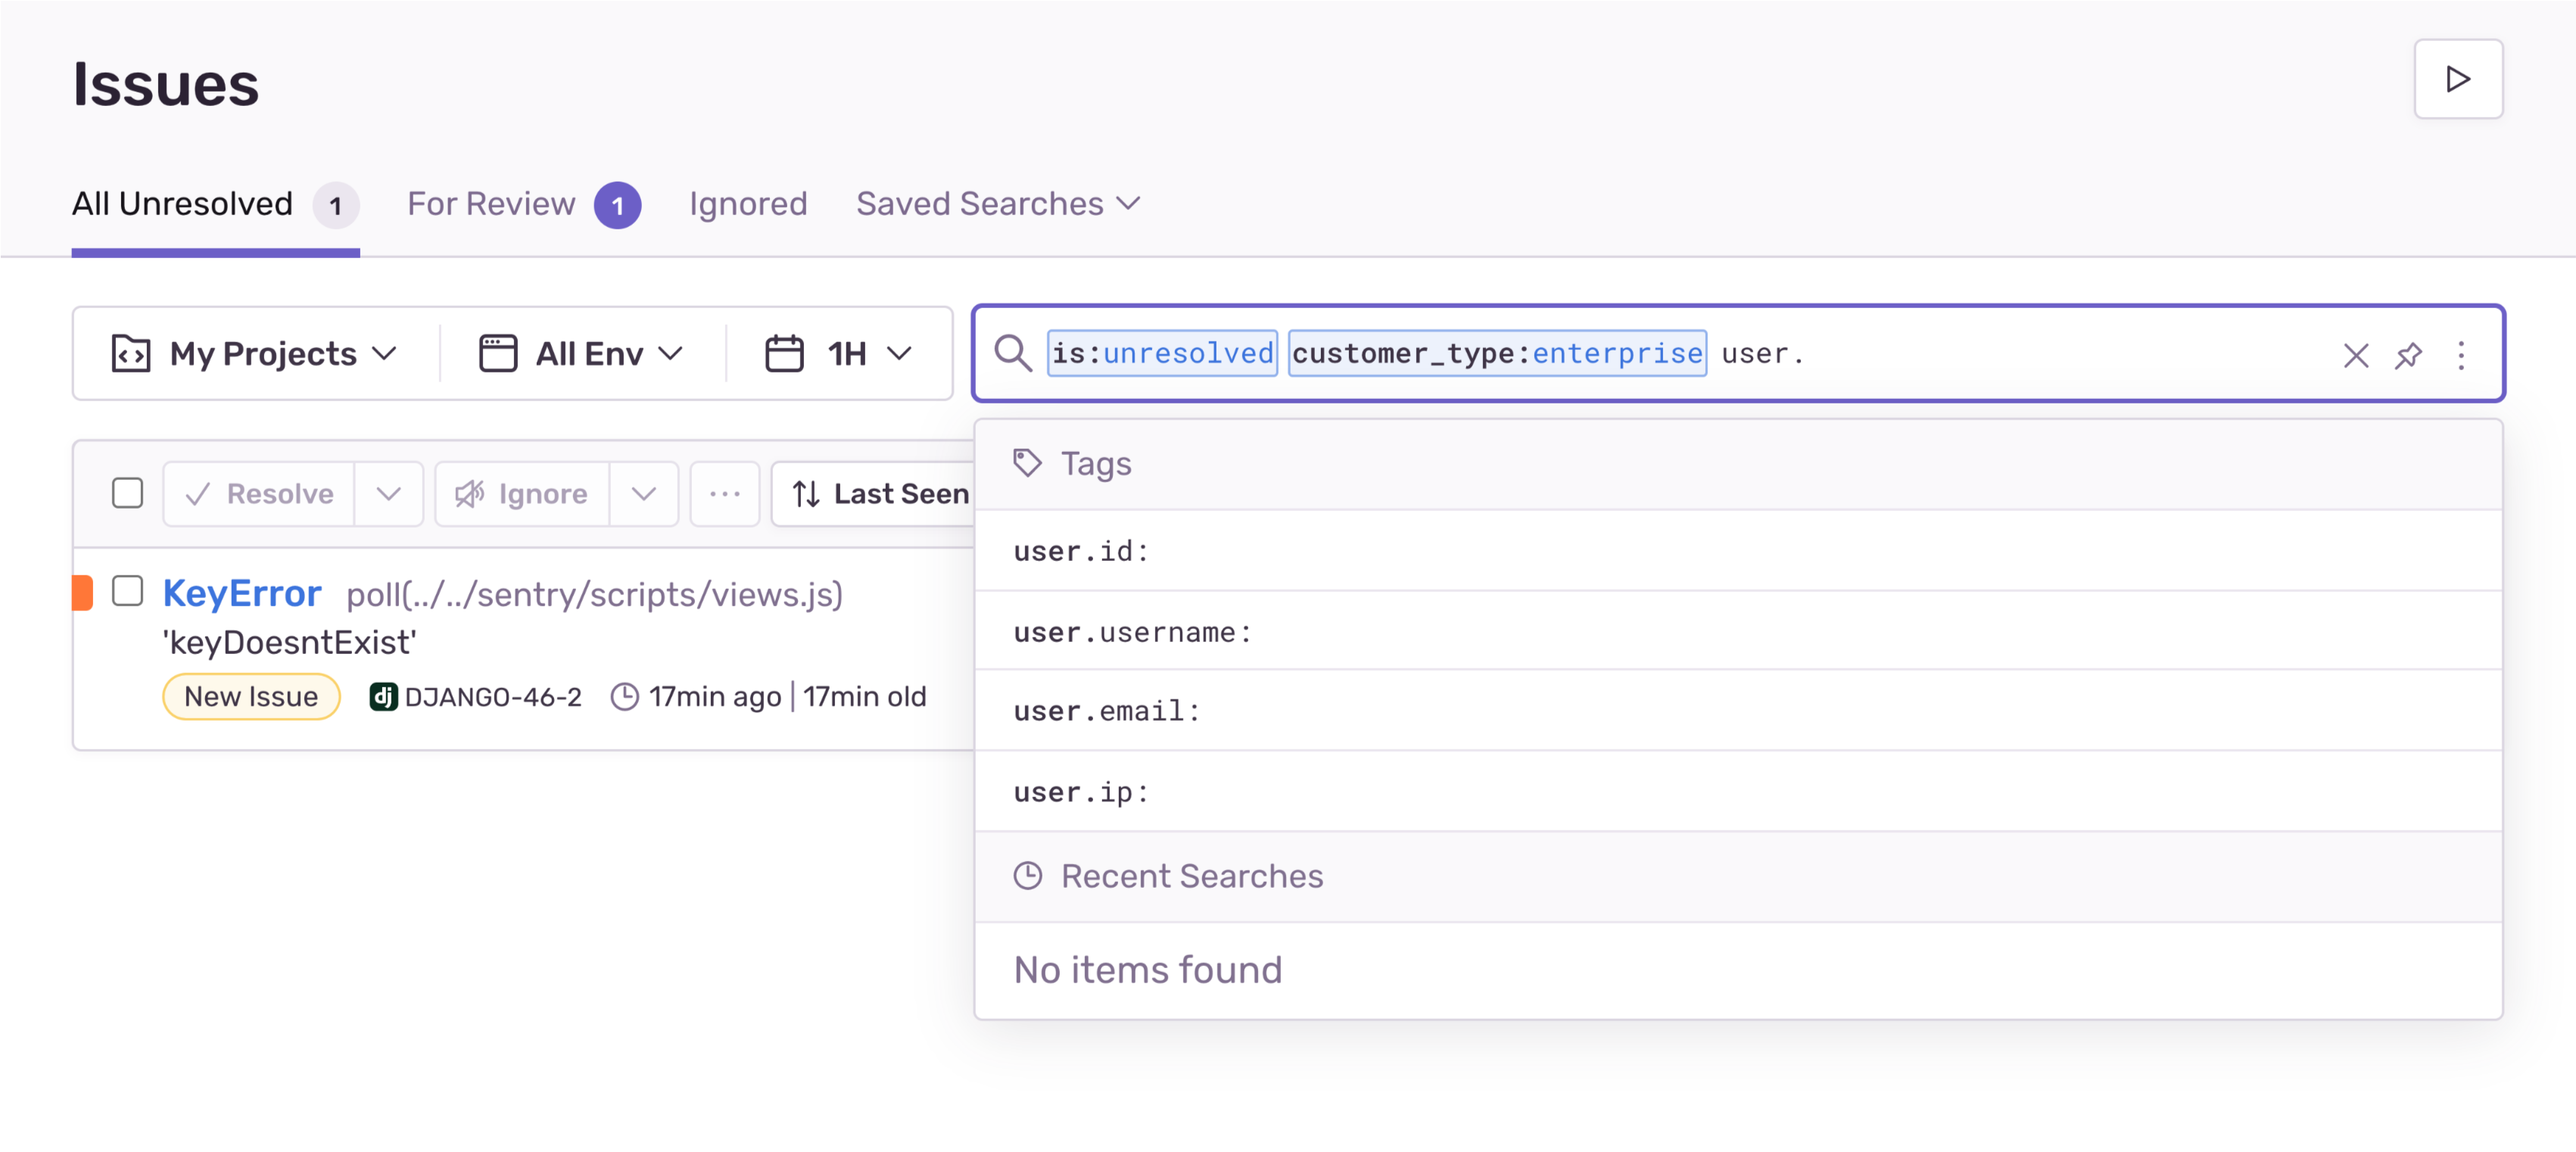 Issues
All Unresolved 1 For Review 1 Ignored Saved Searches
My Projects All Env 1H is:unresolved customer_type:enterprise user.
Resolve Ignore Last Seen
KeyError poll(../../sentry/scripts/views.js)
'keyDoesntExist'
New Issue dj DJANGO-46-2 17min ago | 17min old
Tags
user.id:
user.username:
user.email:
user.ip:
Recent Searches
No items found